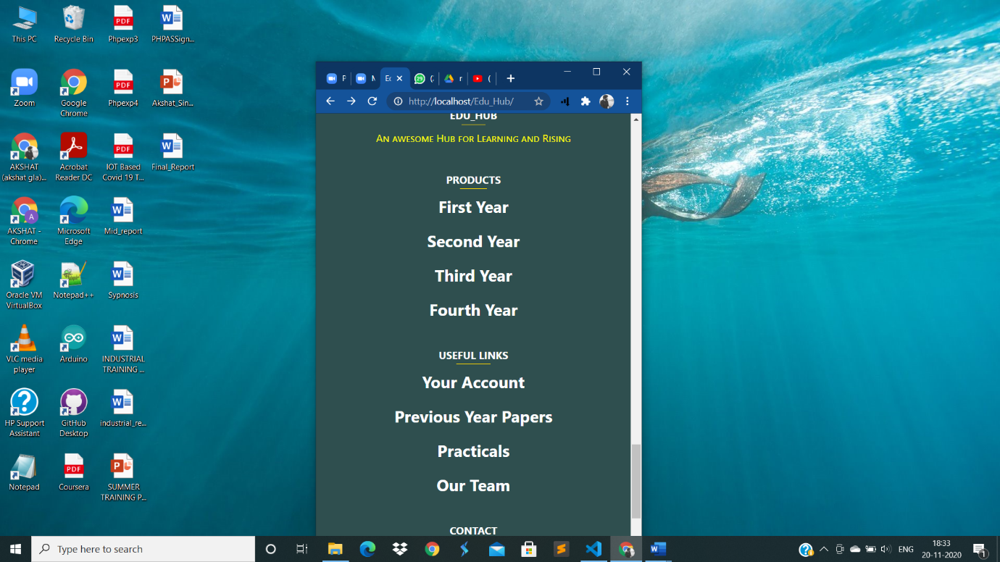 This PC
Recycle Bin
Phpexp3
PHPASSign...
Zoom
Google
Chrome
Phpexp4
Akshat_Sin...
AKSHAT
(akshat gla)...
Acrobat
Reader DC
IOT Based
Covid 19 T...
Final_Report
AKSHAT -
Chrome
Microsoft
Edge
Mid_report
Oracle VM
VirtualBox
Notepad++
Sypnosis
VLC media
player
Arduino
INDUSTRIAL
TRAINING ...
HP Support
Assistant
GitHub
Desktop
industrial_re...
Notepad
Coursera
SUMMER
TRAINING P...
http://localhost/Edu_Hub/
EDU_HUB
An awesome Hub for Learning and Rising
PRODUCTS
First Year
Second Year
Third Year
Fourth Year
USEFUL LINKS
Your Account
Previous Year Papers
Practicals
Our Team
CONTACT
Type here to search
ENG
18:33
20-11-2020
1